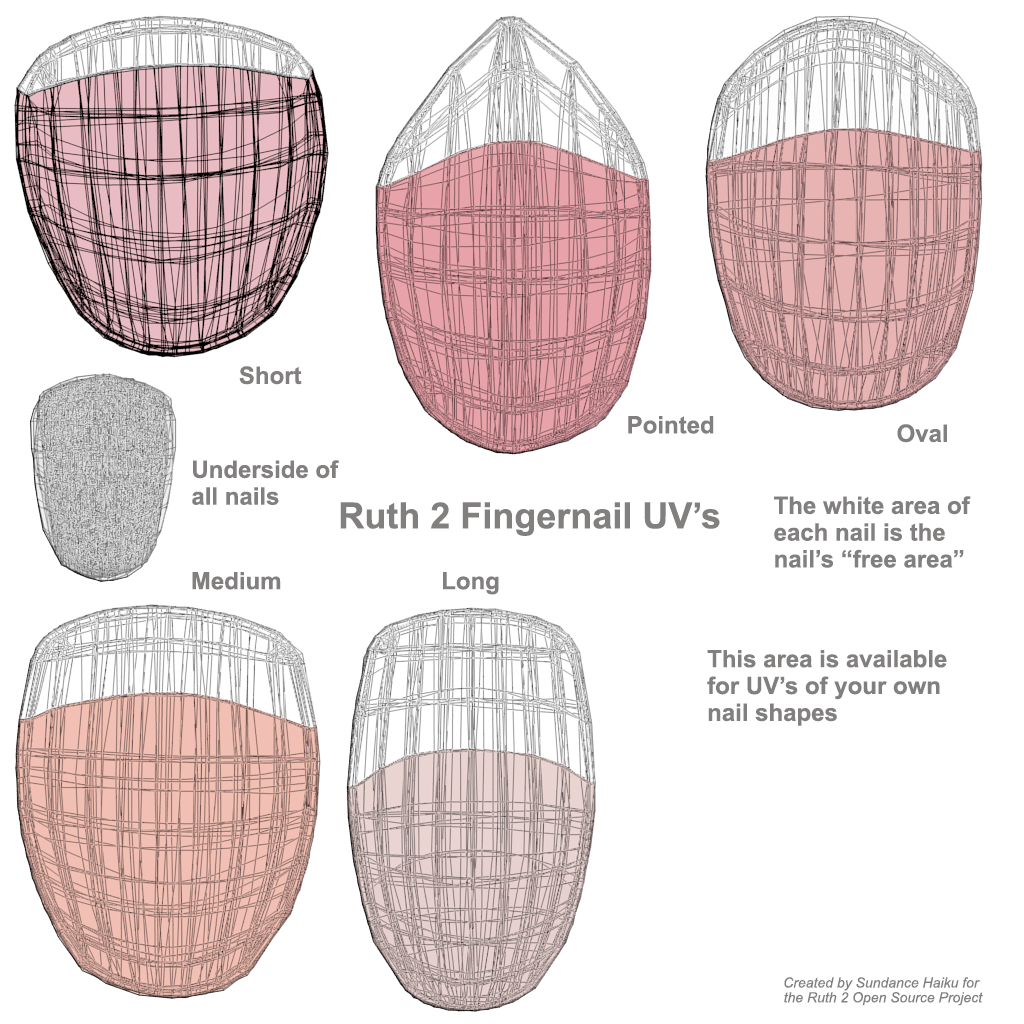 Short
Pointed
Oval
Underside of
all nails
Ruth 2 Fingernail UV’s
The white area of
each nail is the
nail’s “free area”
Medium
Long
This area is available
for UV’s of your own
nail shapes
Created by Sundance Haiku for
the Ruth 2 Open Source Project